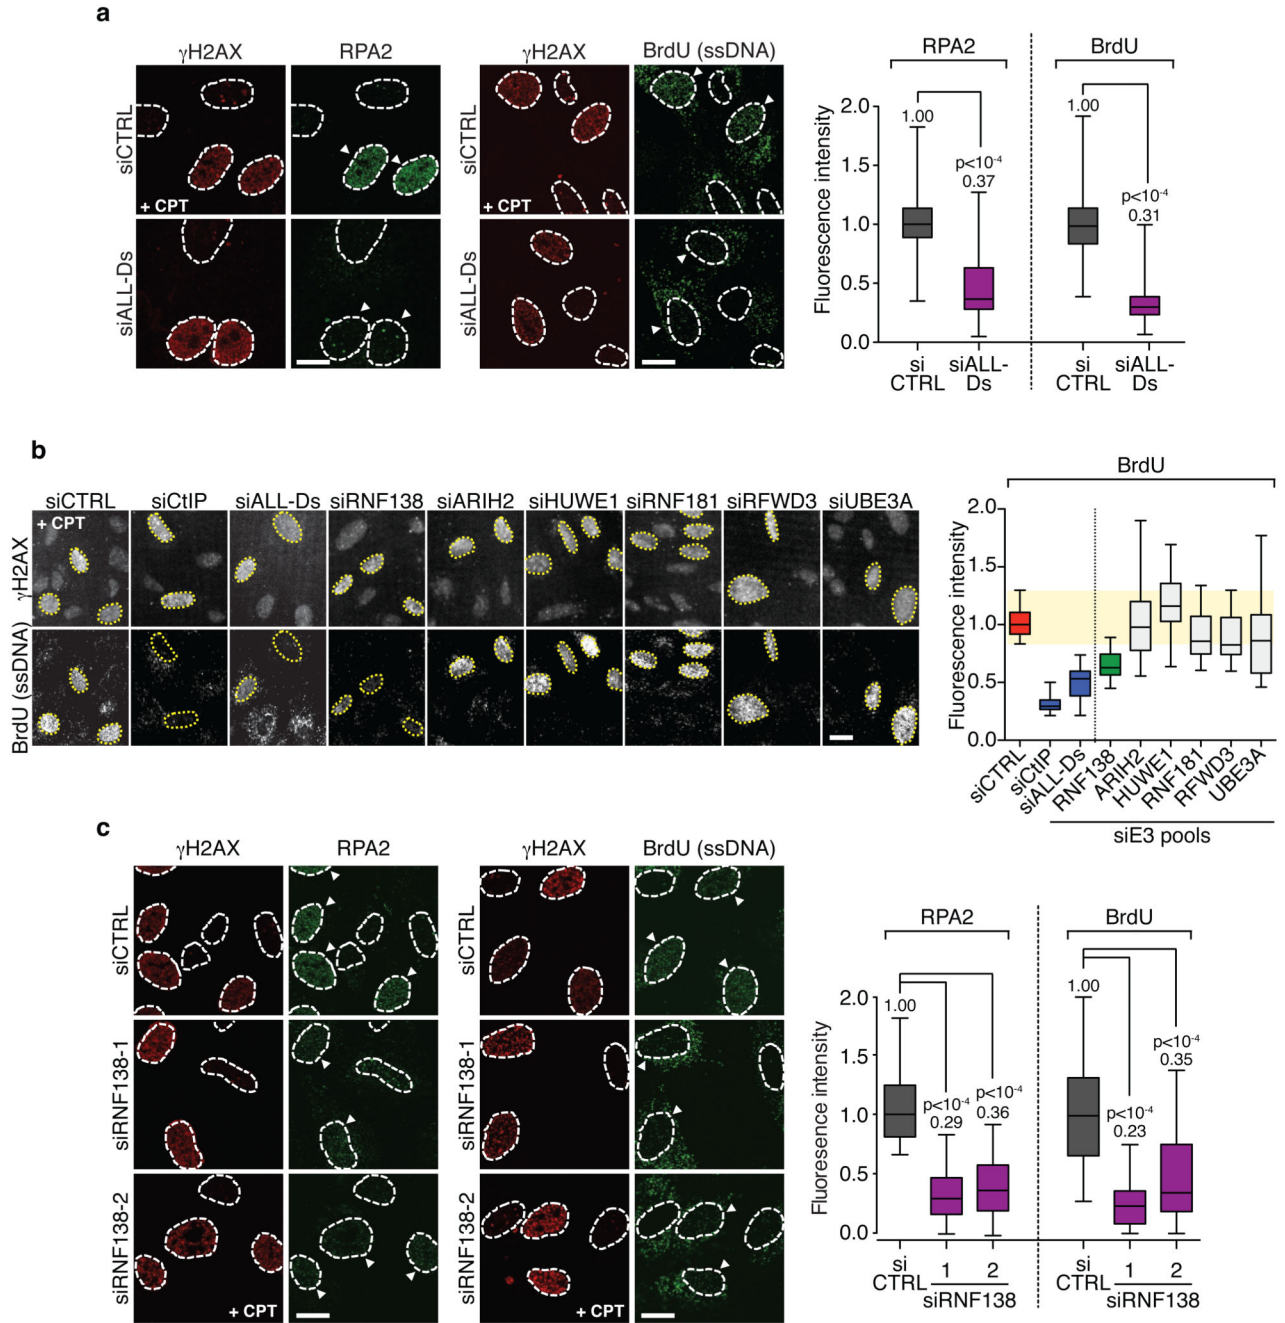 a
γH2AX RPA2 γH2AX BrdU (ssDNA)
siCTRL siCTRL
+ CPT + CPT
siALL-Ds siALL-Ds
RPA2 BrdU
Fluorescence intensity
2.0
1.5
1.0
0.5
0.0
1.00 1.00
p<10-4 p<10-4
0.37 0.31
si siALL- si siALL-
CTRL Ds CTRL Ds
b
siCTRL siCtIP siALL-Ds siRNF138 siARIH2 siHUWE1 siRNF181 siRFWD3 siUBE3A
+ CPT
γH2AX
BrdU (ssDNA)
BrdU
Fluorescence intensity
2.0
1.5
1.0
0.5
0.0
siCTRL siCtIP siALL-Ds RNF138 ARIH2 HUWE1 RNF181 RFWD3 UBE3A
siE3 pools
c
γH2AX RPA2 γH2AX BrdU (ssDNA)
siCTRL siCTRL
siRNF138-1 siRNF138-1
siRNF138-2 siRNF138-2
+ CPT + CPT
RPA2 BrdU
Fluoresence intensity
2.0
1.5
1.0
0.5
0.0
1.00 1.00
p<10-4 p<10-4 p<10-4 p<10-4
0.29 0.36 0.23 0.35
si 1 2 si 1 2
CTRL siRNF138 CTRL siRNF138